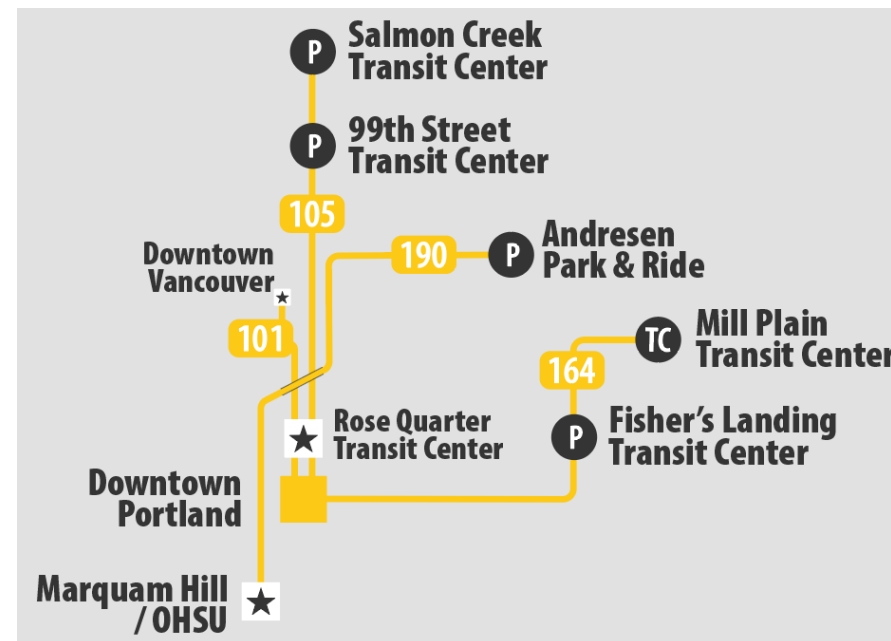 P
Salmon Creek
Transit Center
P
99th Street
Transit Center
105
190
P
Andresen
Park & Ride
Downtown
Vancouver
101
TC
Mill Plain
Transit Center
164
Rose Quarter
Transit Center
P
Fisher’s Landing
Transit Center
Downtown
Portland
Marquam Hill
/ OHSU